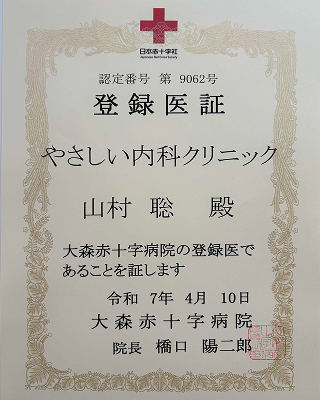 日本赤十字社
Japanese Red Cross Society
認定番号 第 9062号
登録医証
やさしい内科クリニック
山村 聡 殿
大森赤十字病院の登録医で
あることを証します
令和 7年 4月 10日
大森赤十字病院
院長 橋口 陽二郎